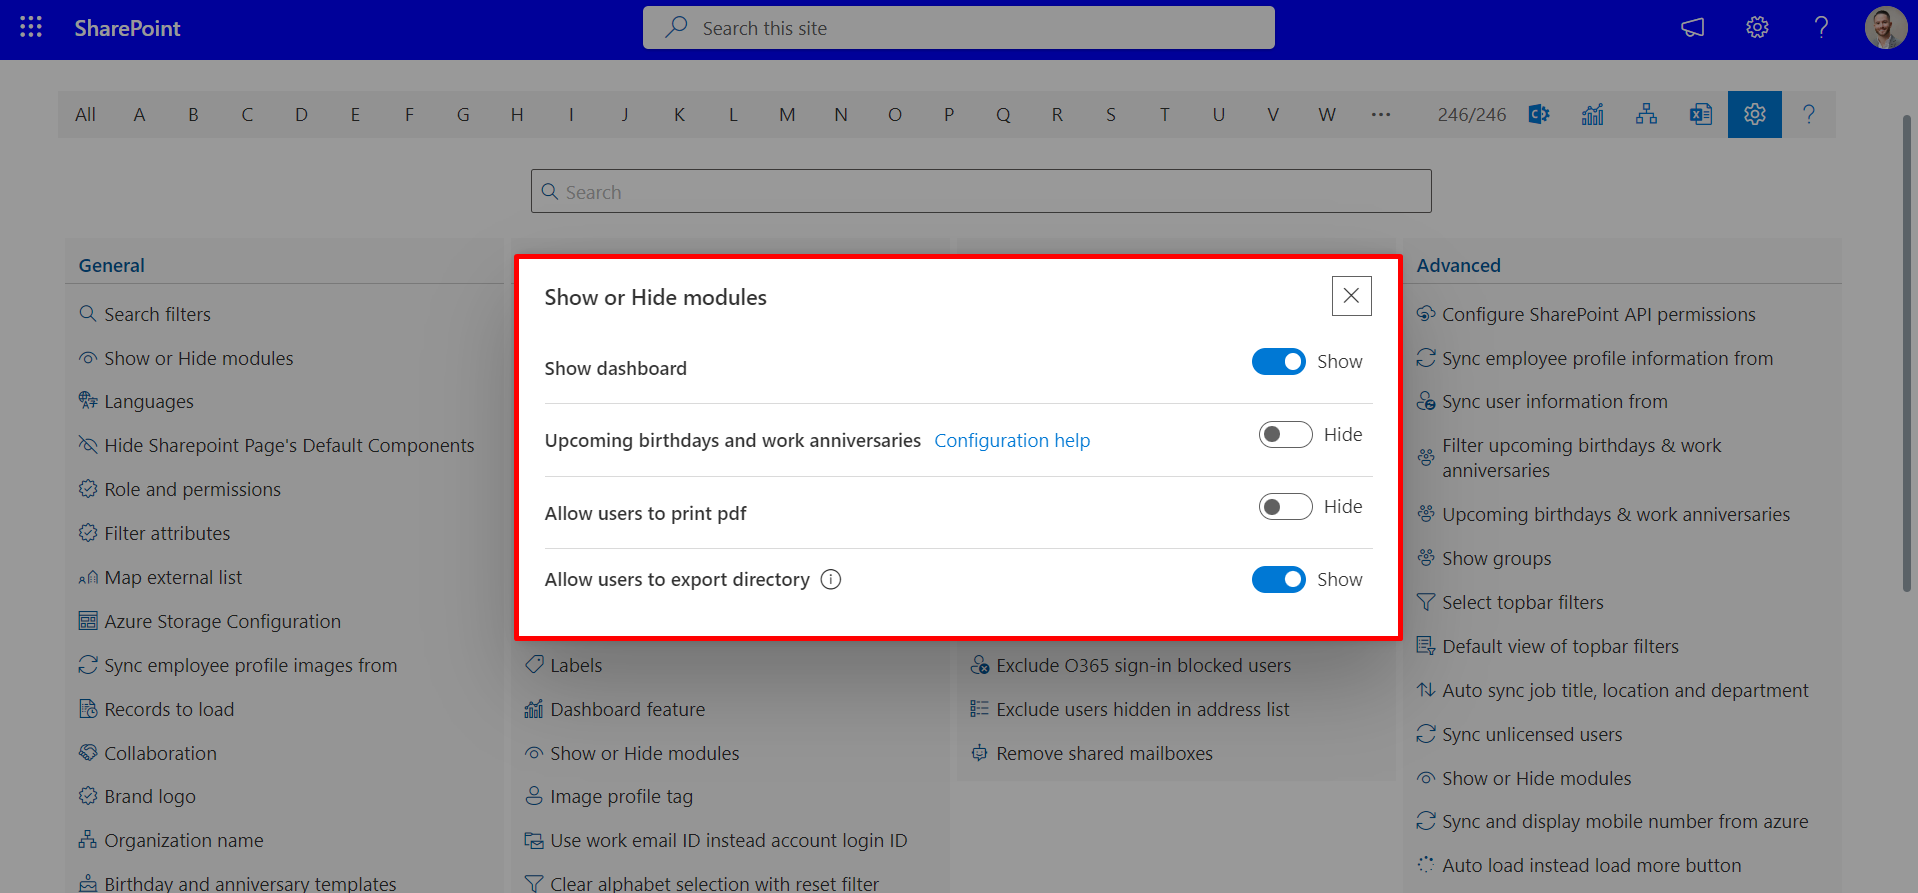 SharePoint
Search this site
All A B C D E F G H I J K L M N O P Q R S T U V W ··· 246/246
Search
General
Search filters
Show or Hide modules
Languages
Hide Sharepoint Page's Default Components
Role and permissions
Filter attributes
Map external list
Azure Storage Configuration
Sync employee profile images from
Records to load
Collaboration
Brand logo
Organization name
Birthday and anniversary templates
Show or Hide modules
Show dashboard
Show
Upcoming birthdays and work anniversaries Configuration help
Hide
Allow users to print pdf
Hide
Allow users to export directory
Show
Labels
Dashboard feature
Show or Hide modules
Image profile tag
Use work email ID instead account login ID
Clear alphabet selection with reset filter
Exclude O365 sign-in blocked users
Exclude users hidden in address list
Remove shared mailboxes
Advanced
Configure SharePoint API permissions
Sync employee profile information from
Sync user information from
Filter upcoming birthdays & work
anniversaries
Upcoming birthdays & work anniversaries
Show groups
Select topbar filters
Default view of topbar filters
Auto sync job title, location and department
Sync unlicensed users
Show or Hide modules
Sync and display mobile number from azure
Auto load instead load more button